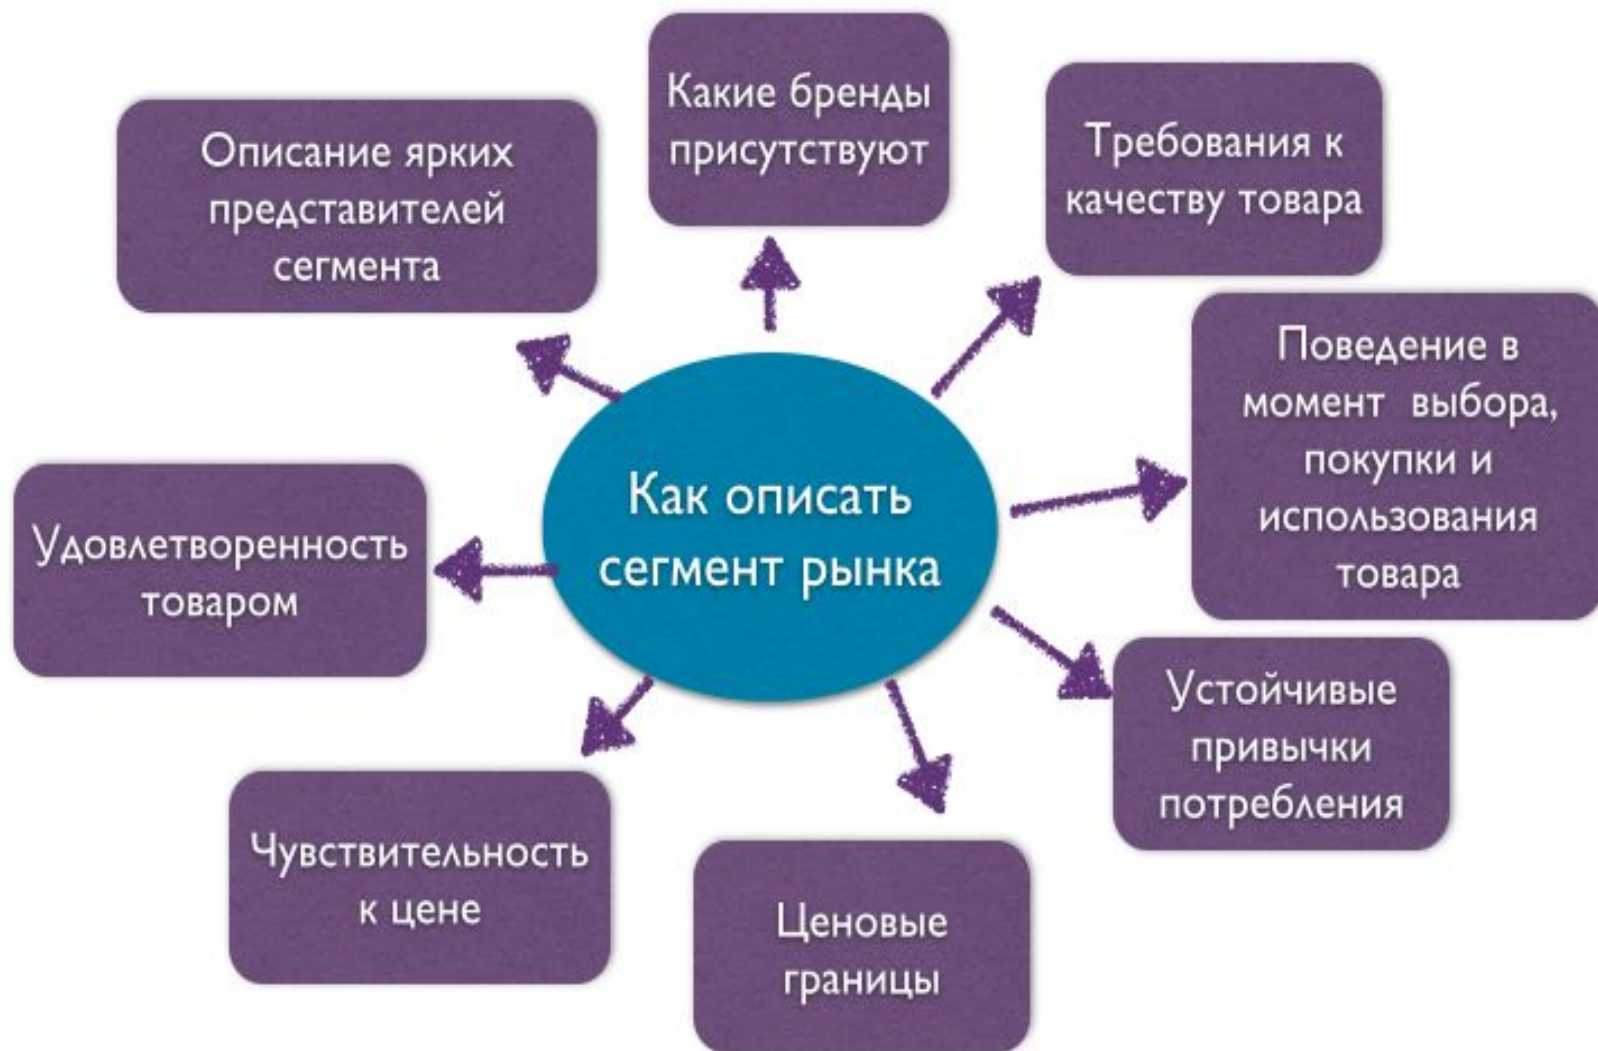 Какие бренды
присутствуют
Требования к
качеству товара
Описание ярких
представителей
сегмента
Поведение в
момент выбора,
покупки и
использования
товара
Как описать
сегмент рынка
Удовлетворенность
товаром
Устойчивые
привычки
потребления
Чувствительность
к цене
Ценовые
границы